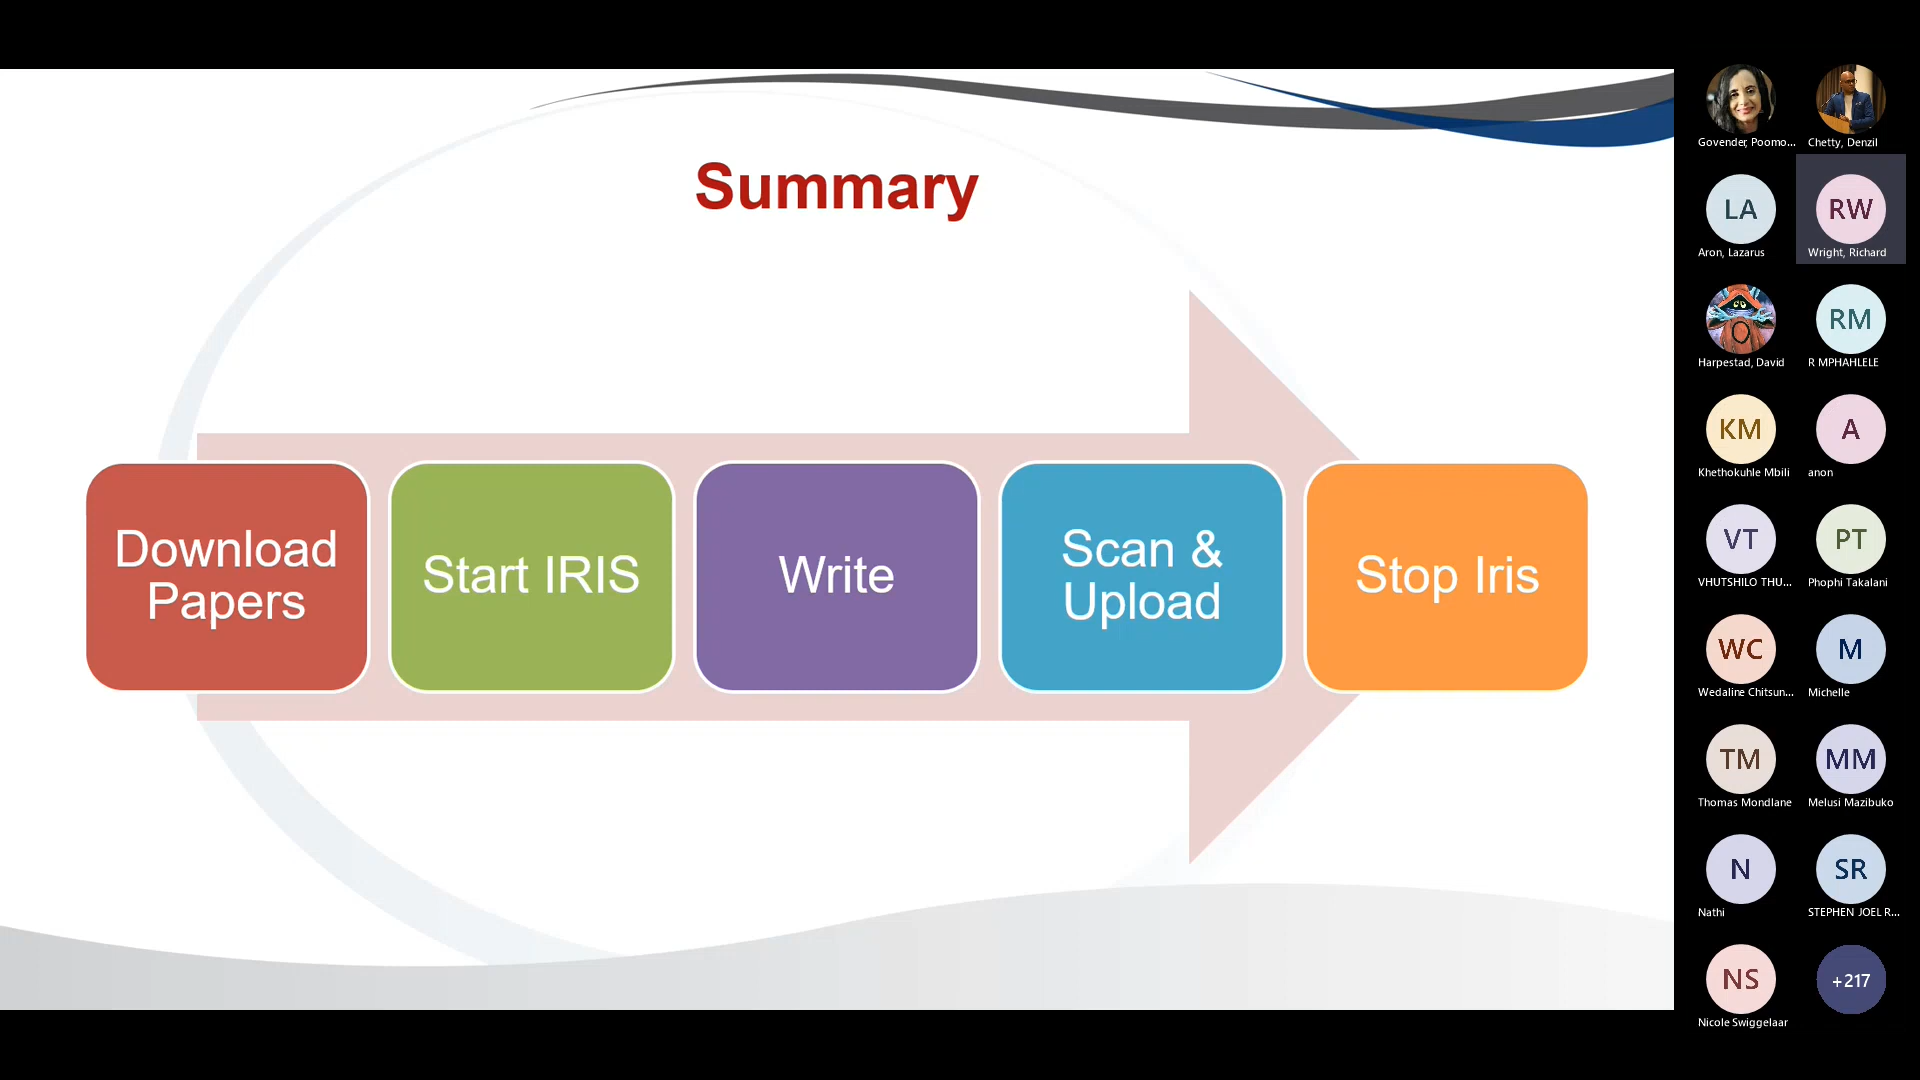 Summary
Download
Papers
Start IRIS
Write
Scan &
Upload
Stop Iris
Govender, Poomo...
Chetty, Denzil
LA
Aron, Lazarus
RW
Wright, Richard
Harpestad, David
RM
R MPHAHLELE
KM
Khethokuhle Mbili
A
anon
VT
VHUTSHILO THU...
PT
Phophi Takalani
WC
Wedaline Chitsun...
M
Michelle
TM
Thomas Mondlane
MM
Melusi Mazibuko
N
Nathi
SR
STEPHEN JOEL R...
NS
Nicole Swiggelaar
+217